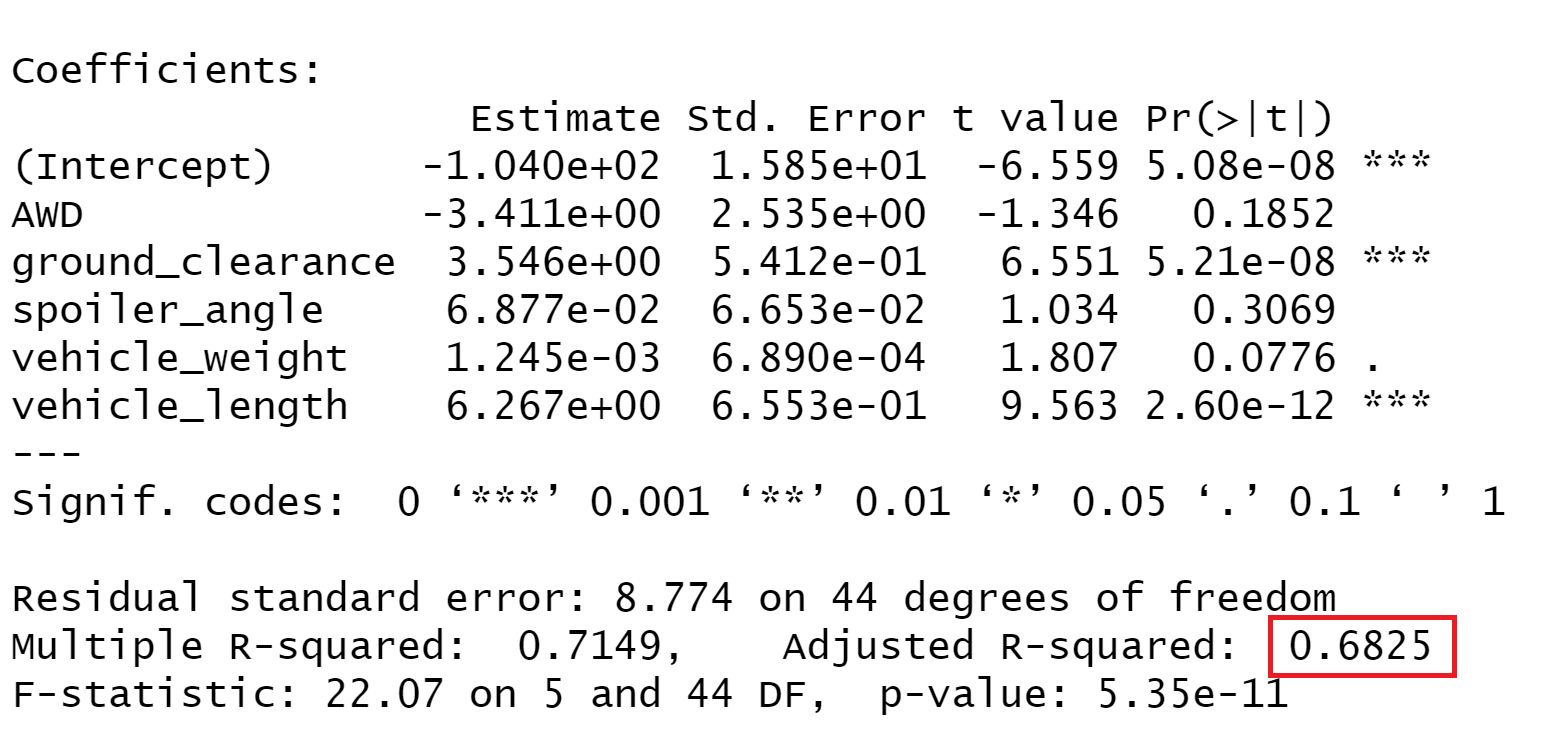 Coefficients:
                     Estimate Std. Error t value Pr(>|t|)
(Intercept)        -1.040e+02  1.585e+01  -6.559 5.08e-08 ***
AWD                -3.411e+00  2.535e+00  -1.346   0.1852
ground_clearance    3.546e+00  5.412e-01   6.551 5.21e-08 ***
spoiler_angle       6.877e-02  6.653e-02   1.034   0.3069
vehicle_weight      1.245e-03  6.890e-04   1.807   0.0776 .
vehicle_length      6.267e+00  6.553e-01   9.563 2.60e-12 ***
---
Signif. codes:  0 ‘***’ 0.001 ‘**’ 0.01 ‘*’ 0.05 ‘.’ 0.1 ‘ ’ 1
Residual standard error: 8.774 on 44 degrees of freedom
Multiple R-squared:  0.7149,    Adjusted R-squared:  0.6825
F-statistic: 22.07 on 5 and 44 DF,  p-value: 5.35e-11